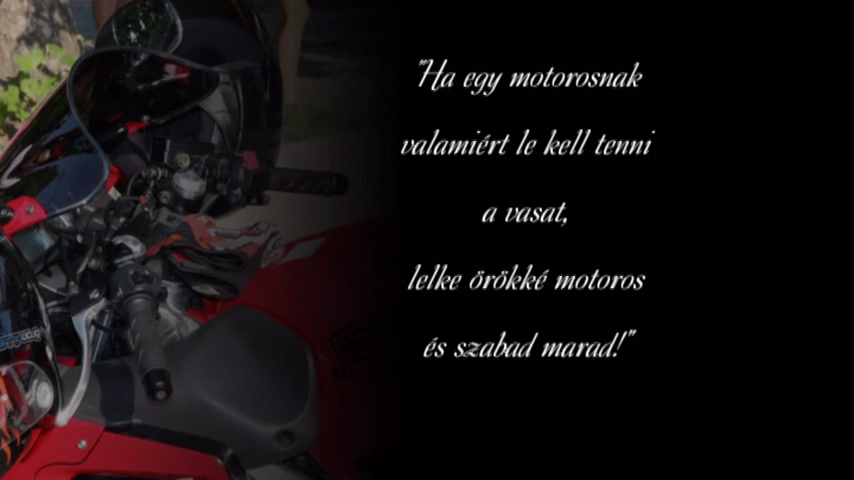 "Ha egy motorosnak
valamiért le kell tenni
a vasat,
lelke örökké motoros
és szabad marad!"